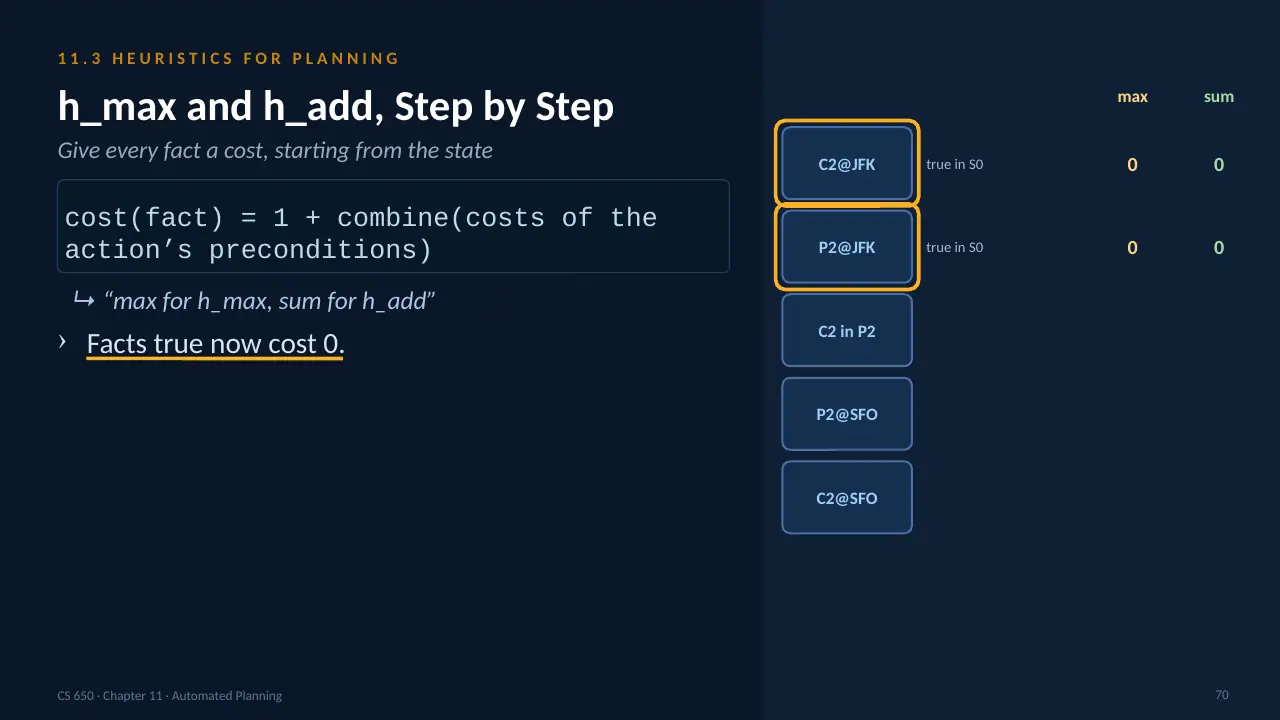 11.3 HEURISTICS FOR PLANNING
h_max and h_add, Step by Step
Give every fact a cost, starting from the state
cost(fact) = 1 + combine(costs of the
action’s preconditions)
↪ “max for h_max, sum for h_add”
› Facts true now cost 0.
max sum
C2@JFK true in S0 0 0
P2@JFK true in S0 0 0
C2 in P2
P2@SFO
C2@SFO
CS 650 · Chapter 11 · Automated Planning
70